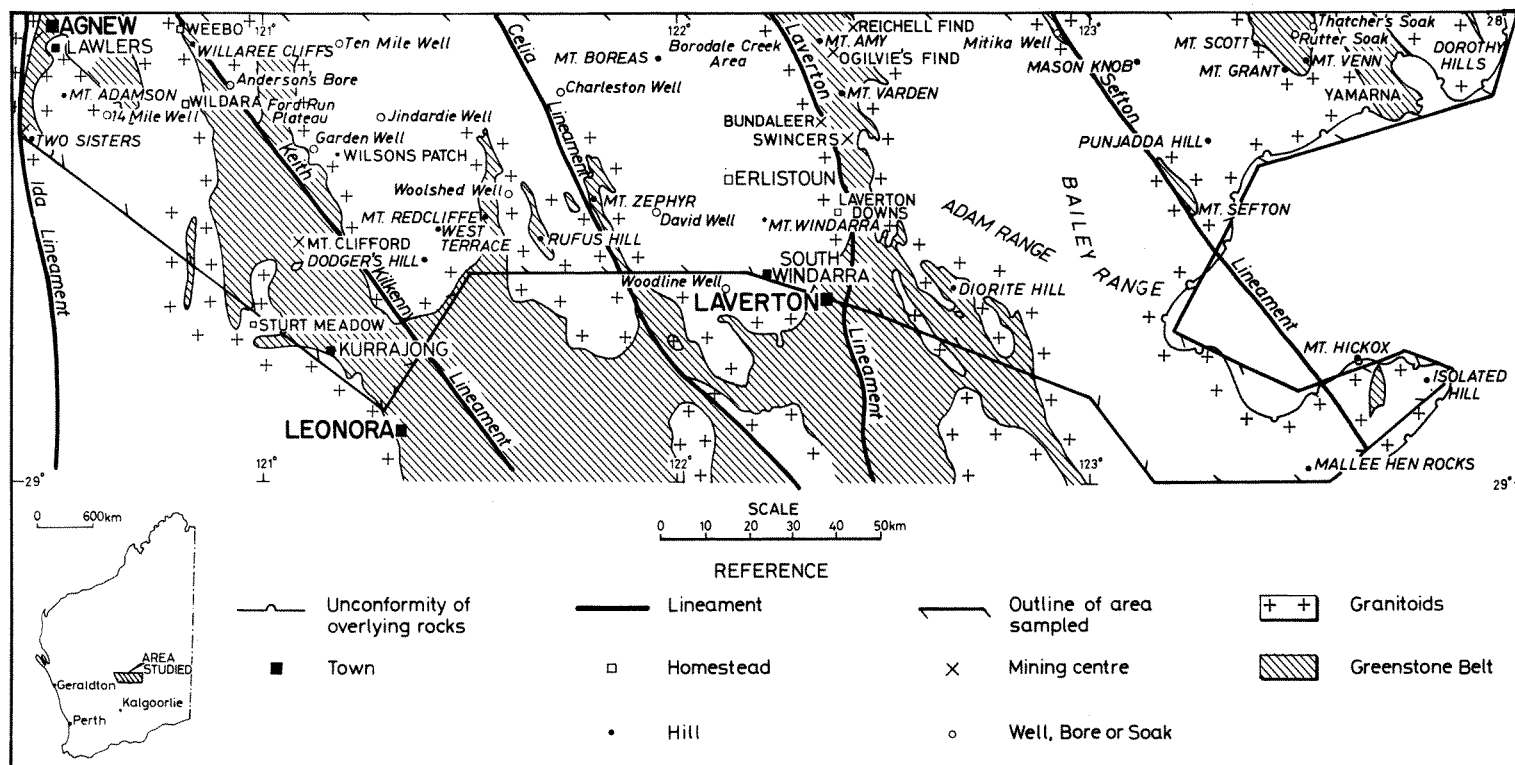 AGNEW
LAWLERS
WEEBO
WILLAREE CLIFFS
121°
Ten Mile Well
Anderson's Bore
MT. ADAMSON
14 Mile Well
WILDARA
Ford Run
Plateau
Jindardie Well
Garden Well
WILSONS PATCH
TWO SISTERS
Ida
Lineament
Keith
Kilkenny
Lineament
Woolshed Well
MT. REDCLIFFE
WEST
TERRACE
MT. CLIFFORD
DODGER'S HILL
RUFUS HILL
STURT MEADOW
KURRAJONG
LEONORA
Celia
Lineament
MT. BOREAS
Charleston Well
122°
Borodale Creek
Area
Laverton
Lineament
REICHELL FIND
MT. AMY
OGILVIE'S FIND
MT. VARDEN
BUNDALEER
SWINCERS
ERLISTOUN
MT. ZEPHYR
David Well
LAVERTON
DOWNS
MT. WINDARRA
SOUTH
WINDARRA
Woodline Well
LAVERTON
DIORITE HILL
ADAM RANGE
BAILEY RANGE
123°
Mitika Well
MASON KNOB
Sefton
Lineament
PUNJADDA HILL
MT. SEFTON
MT. SCOTT
MT. GRANT
Thatcher's Soak
Rutter Soak
MT. VENN
YAMARNA
DOROTHY
HILLS
28
MT. HICKOX
ISOLATED
HILL
MALLEE HEN ROCKS
29°
121°
122°
123°
29°
SCALE
0 10 20 30 40 50km
0 600km
AREA
STUDIED
Geraldton
Kalgoorlie
Perth
REFERENCE
Unconformity of
overlying rocks
Lineament
Outline of area
sampled
Granitoids
Town
Homestead
Mining centre
Greenstone Belt
Hill
Well, Bore or Soak